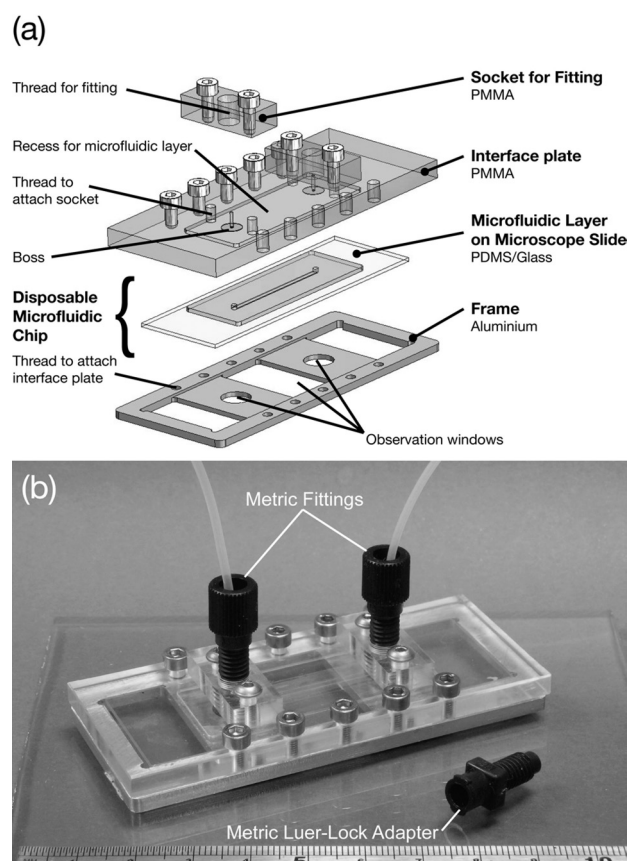 (a)
Thread for fitting
Socket for Fitting
PMMA
Recess for microfluidic layer
Interface plate
PMMA
Thread to
attach socket
Microfluidic Layer
on Microscope Slide
PDMS/Glass
Boss
Disposable
Microfluidic
Chip
Frame
Aluminium
Thread to attach
interface plate
Observation windows
(b)
Metric Fittings
Metric Luer-Lock Adapter
5
10